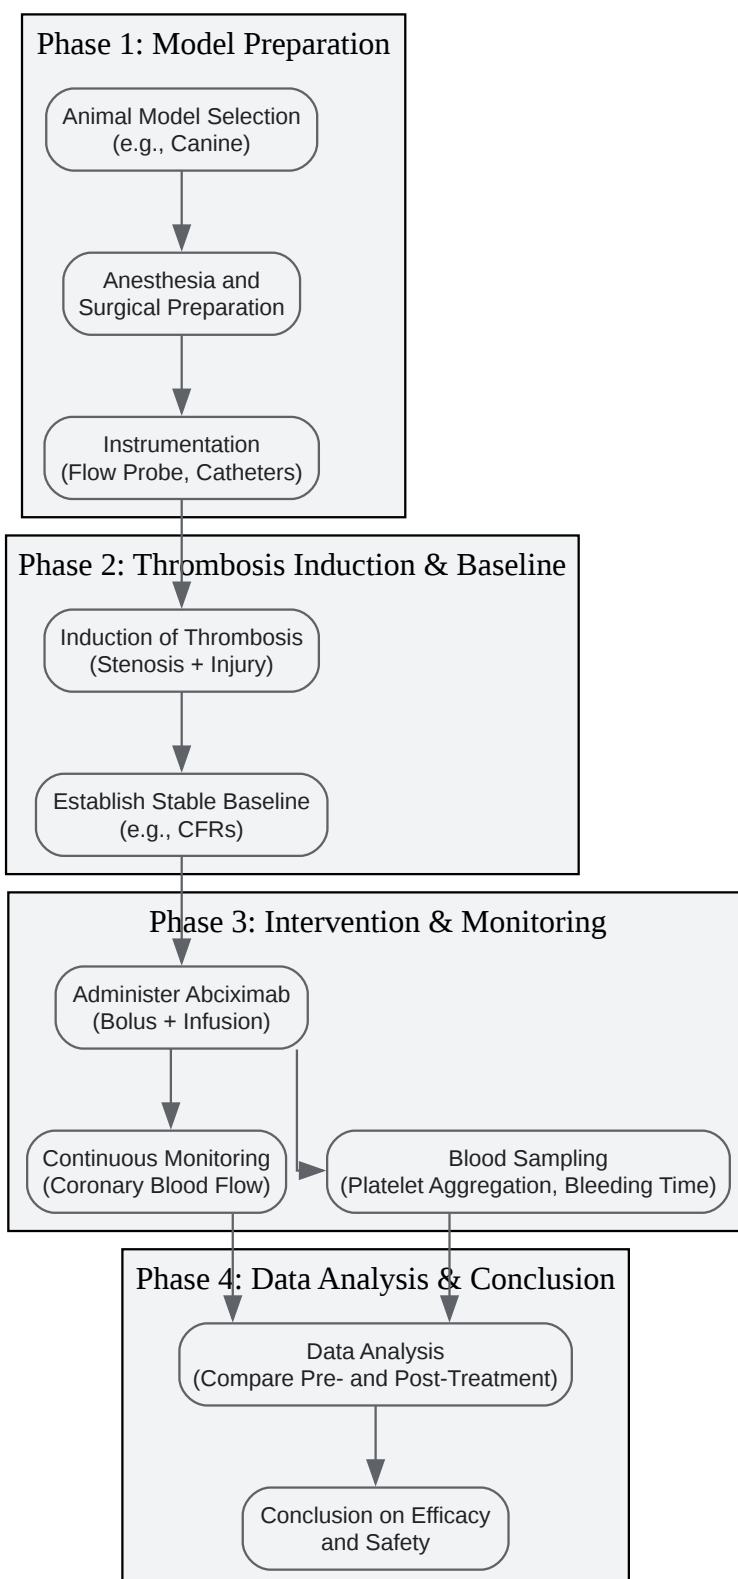 Phase 1: Model Preparation
Animal Model Selection
(e.g., Canine)
Anesthesia and
Surgical Preparation
Instrumentation
(Flow Probe, Catheters)
Phase 2: Thrombosis Induction & Baseline
Induction of Thrombosis
(Stenosis + Injury)
Establish Stable Baseline
(e.g., CFRs)
Phase 3: Intervention & Monitoring
Administer Abciximab
(Bolus + Infusion)
Continuous Monitoring
(Coronary Blood Flow)
Blood Sampling
(Platelet Aggregation, Bleeding Time)
Phase 4: Data Analysis & Conclusion
Data Analysis
(Compare Pre- and Post-Treatment)
Conclusion on Efficacy
and Safety